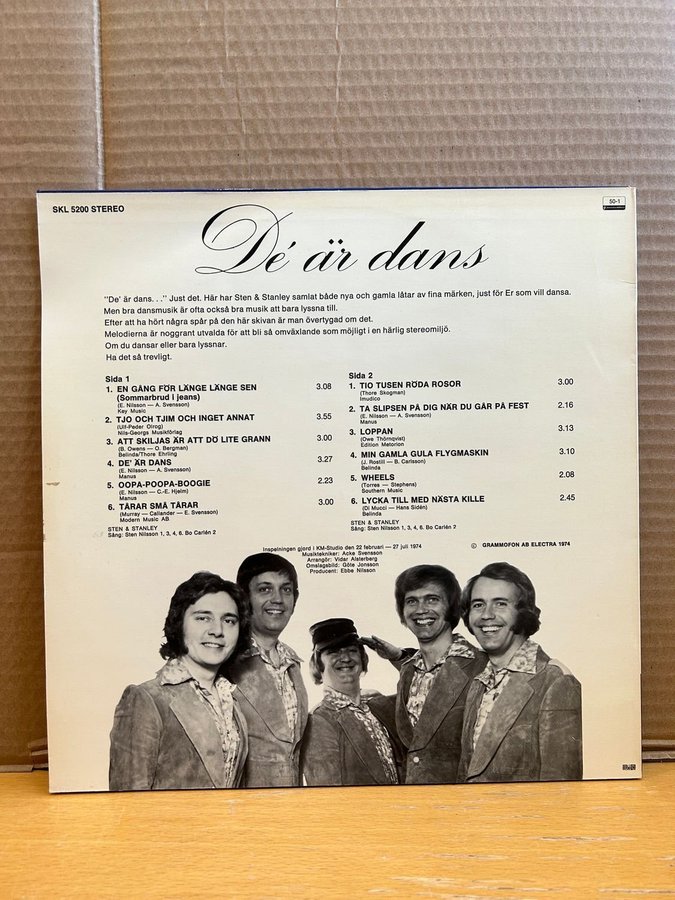 SKL 5200 STEREO
50-1
Dé är dans
"De' är dans. . ." Just det. Här har Sten & Stanley samlat både nya och gamla låtar av fina märken, just för Er som vill dansa.
Men bra dansmusik är ofta också bra musik att bara lyssna till.
Efter att ha hört några spår på den här skivan är man övertygad om det.
Melodierna är noggrant utvalda för att bli så omväxlande som möjligt i en härlig stereomiljö.
Om du dansar eller bara lyssnar.
Ha det så trevligt.
Sida 1
1. EN GÅNG FÖR LÄNGE LÄNGE SEN 3.08
(Sommarbrud i jeans)
(E. Nilsson — A. Svensson)
Key Music
2. TJO OCH TJIM OCH INGET ANNAT 3.55
(Ulf-Peder Olrog)
Nils-Georgs Musikförlag
3. ATT SKILJAS ÄR ATT DÖ LITE GRANN 3.00
(B. Owens — O. Bergman)
Belinda/Thore Ehrling
4. DE' ÄR DANS 3.27
(E. Nilsson — A. Svensson)
Manus
5. OOPA-POOPA-BOOGIE 2.23
(E. Nilsson — C.-E. Hjelm)
Manus
6. TÅRAR SMÅ TÅRAR 3.00
(Murray — Callander — E. Svensson)
Modern Music AB
STEN & STANLEY
Sång: Sten Nilsson 1, 3, 4, 6. Bo Carlén 2
Sida 2
1. TIO TUSEN RÖDA ROSOR 3.00
(Thore Skogman)
Imudico
2. TA SLIPSEN PÅ DIG NÄR DU GÅR PÅ FEST 2.16
(E. Nilsson — A. Svensson)
Manus
3. LOPPAN 3.13
(Owe Thörnqvist)
Edition Metorion
4. MIN GAMLA GULA FLYGMASKIN 3.10
(J. Rostill — B. Carlsson)
Belinda
5. WHEELS 2.08
(Torres — Stephens)
Southern Music
6. LYCKA TILL MED NÄSTA KILLE 2.45
(Di Mucci — Hans Sidén)
Belinda
STEN & STANLEY
Sång: Sten Nilsson 1, 3, 4, 6. Bo Carlén 2
Inspelningen gjord i KM-Studio den 22 februari — 27 juli 1974
Musiktekniker: Acke Svensson
Arrangör: Vidar Alsterberg
Omslagsbild: Göte Jonsson
Producent: Ebbe Nilsson
© GRAMMOFON AB ELECTRA 1974